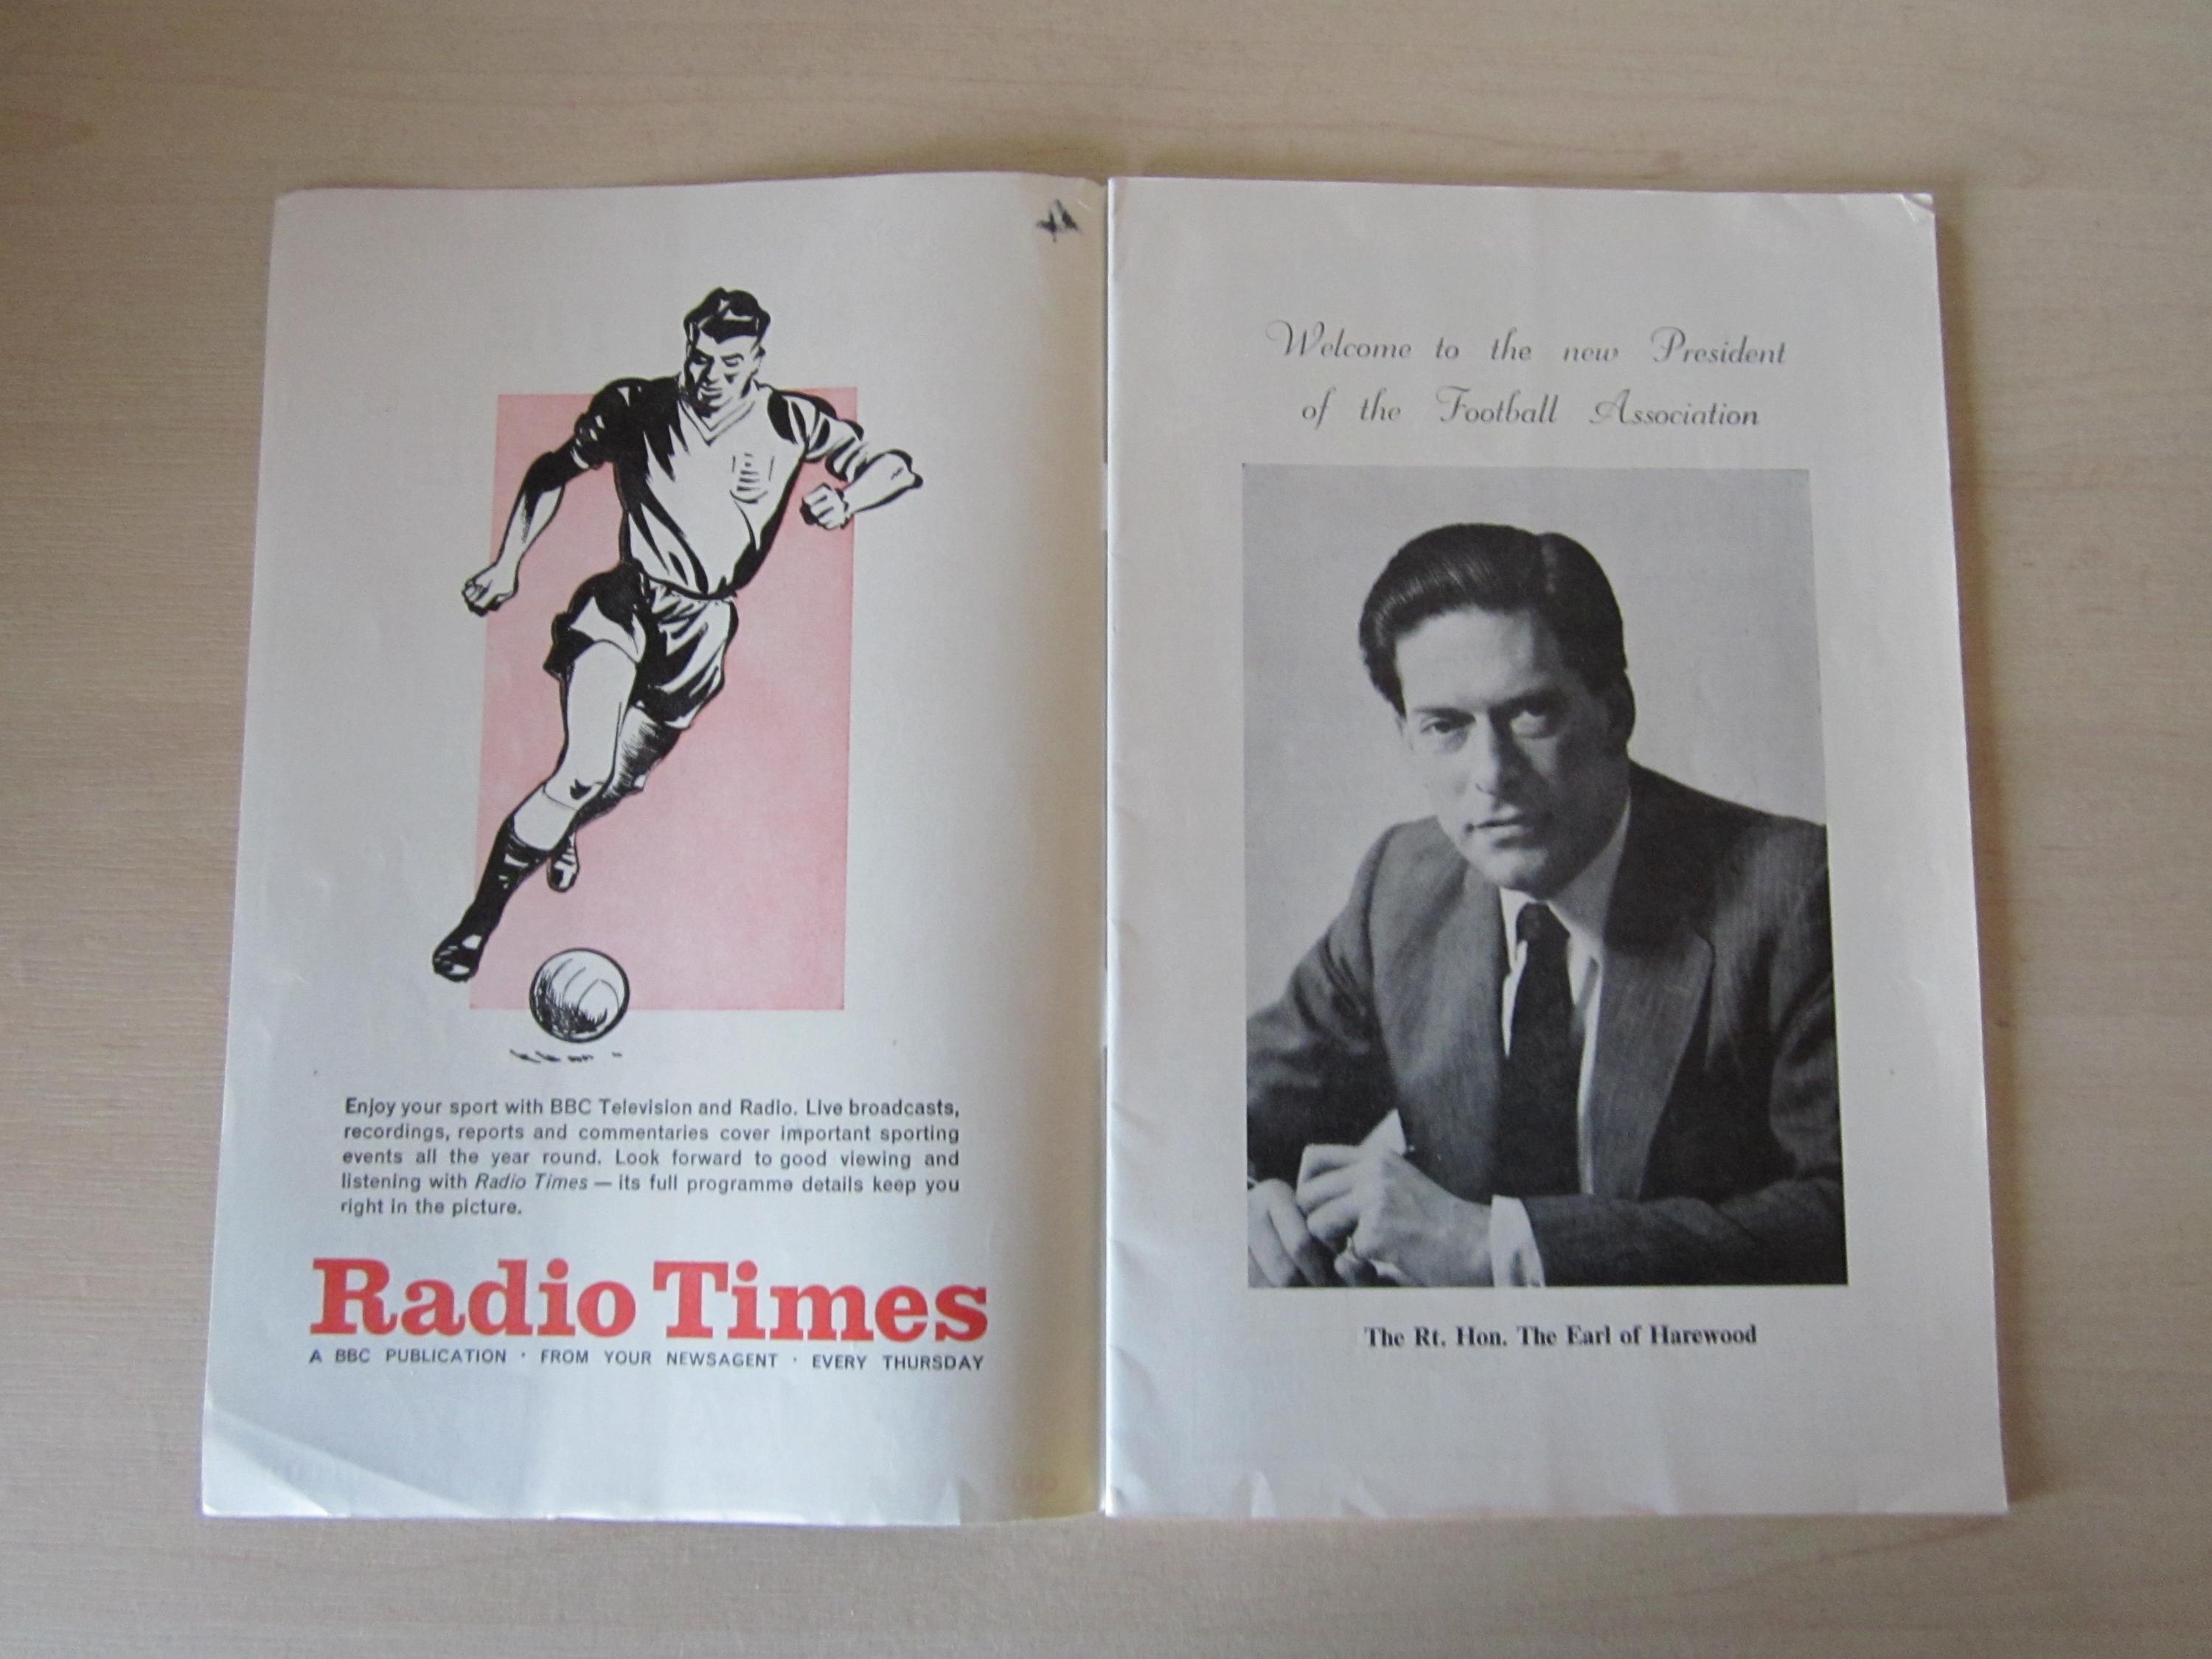 Enjoy your sport with BBC Television and Radio. Live broadcasts,
recordings, reports and commentaries cover important sporting
events all the year round. Look forward to good viewing and
listening with Radio Times — its full programme details keep you
right in the picture.
Radio Times
A BBC PUBLICATION · FROM YOUR NEWSAGENT · EVERY THURSDAY
Welcome to the new President
of the Football Association
The Rt. Hon. The Earl of Harewood